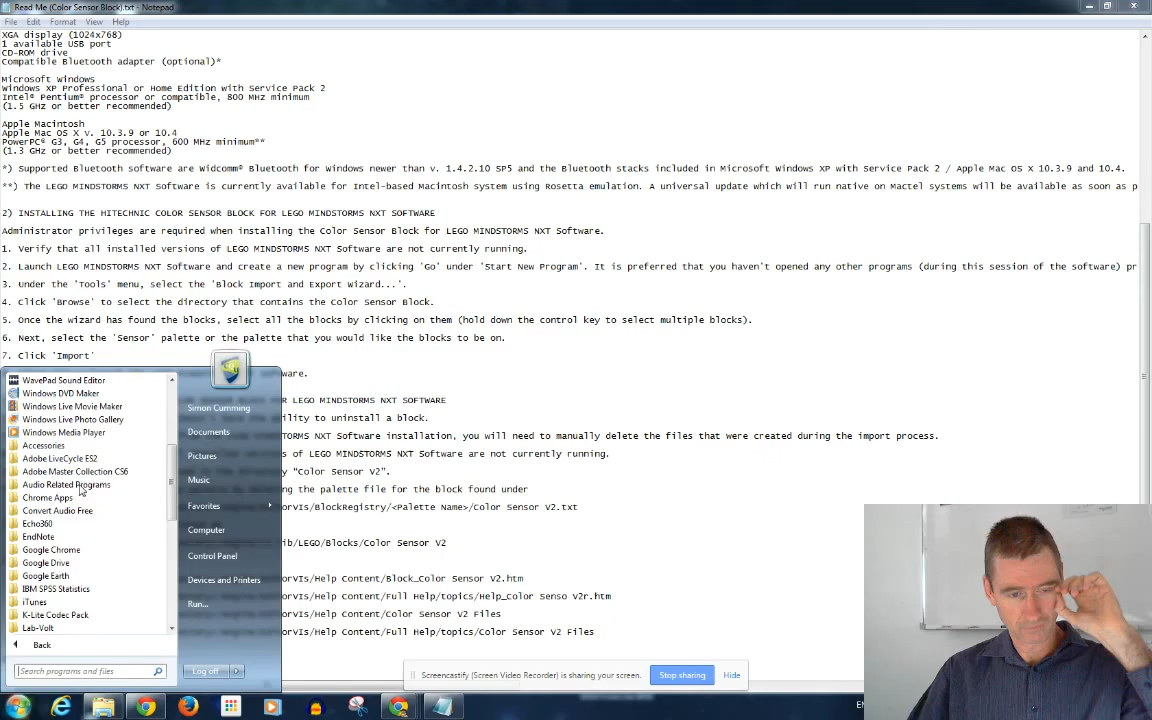 Read Me (Color Sensor Block).txt - Notepad
File Edit Format View Help
XGA display (1024x768)
1 available USB port
CD-ROM drive
Compatible Bluetooth adapter (optional)*
Microsoft Windows
Windows XP Professional or Home Edition with Service Pack 2
Intel® Pentium® processor or compatible, 800 MHz minimum
(1.5 GHz or better recommended)
Apple Macintosh
Apple Mac OS X v. 10.3.9 or 10.4
PowerPC® G3, G4, G5 processor, 600 MHz minimum**
(1.3 GHz or better recommended)
*) Supported Bluetooth software are Widcomm® Bluetooth for Windows newer than v. 1.4.2.10 SP5 and the Bluetooth stacks included in Microsoft Windows XP with Service Pack 2 / Apple Mac OS X 10.3.9 and 10.4.
**) The LEGO MINDSTORMS NXT Software is currently available for Intel-based Macintosh system using Rosetta emulation. A universal update which will run native on Mactel systems will be available as soon as p
2) INSTALLING THE HITECHNIC COLOR SENSOR BLOCK FOR LEGO MINDSTORMS NXT SOFTWARE
Administrator privileges are required when installing the Color Sensor Block for LEGO MINDSTORMS NXT Software.
1. Verify that all installed versions of LEGO MINDSTORMS NXT Software are not currently running.
2. Launch LEGO MINDSTORMS NXT Software and create a new program by clicking 'Go' under 'Start New Program'. It is preferred that you haven't opened any other programs (during this session of the software) pr
3. Under the 'Tools' menu, select the 'Block Import and Export Wizard...'.
4. Click 'Browse' to select the directory that contains the Color Sensor Block.
5. Once the wizard has found the blocks, select all the blocks by clicking on them (hold down the control key to select multiple blocks).
6. Next, select the 'Sensor' palette or the palette that you would like the blocks to be on.
7. Click 'Import'
software.
R LEGO MINDSTORMS NXT SOFTWARE
ility to uninstall a block.
NXT Software installation, you will need to manually delete the files that were created during the import process.
ions of LEGO MINDSTORMS NXT Software are not currently running.
e directory "Color Sensor V2".
by selecting the palette file for the block found under
orVIs/BlockRegistry/<Palette Name>/Color Sensor V2.txt
ib/LEGO/Blocks/Color Sensor V2
orVIs/Help Content/Block_Color Sensor V2.htm
orVIs/Help Content/Full Help/topics/Help_Color Senso V2r.htm
orVIs/Help Content/Color Sensor V2 Files
orVIs/Help Content/Full Help/topics/Color Sensor V2 Files
WavePad Sound Editor
Windows DVD Maker
Windows Live Movie Maker
Windows Live Photo Gallery
Windows Media Player
Accessories
Adobe LiveCycle ES2
Adobe Master Collection CS6
Audio Related Programs
Chrome Apps
Convert Audio Free
Echo360
EndNote
Google Chrome
Google Drive
Google Earth
IBM SPSS Statistics
iTunes
K-Lite Codec Pack
Lab-Volt
Back
Search programs and files
Simon Cumming
Documents
Pictures
Music
Favorites
Computer
Control Panel
Devices and Printers
Run...
Log off
Screencastify (Screen Video Recorder) is sharing your screen.
Stop sharing
Hide